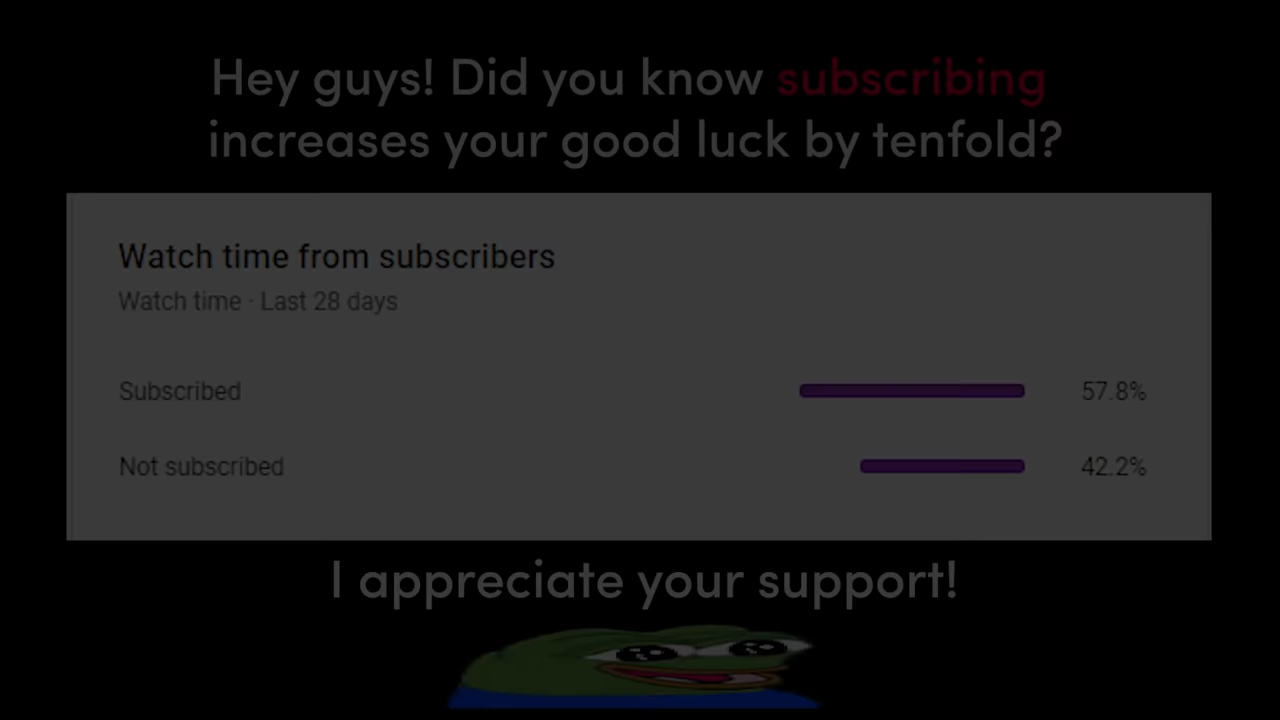 Hey guys! Did you know subscribing
increases your good luck by tenfold?
Watch time from subscribers
Watch time · Last 28 days
Subscribed 57.8%
Not subscribed 42.2%
I appreciate your support!